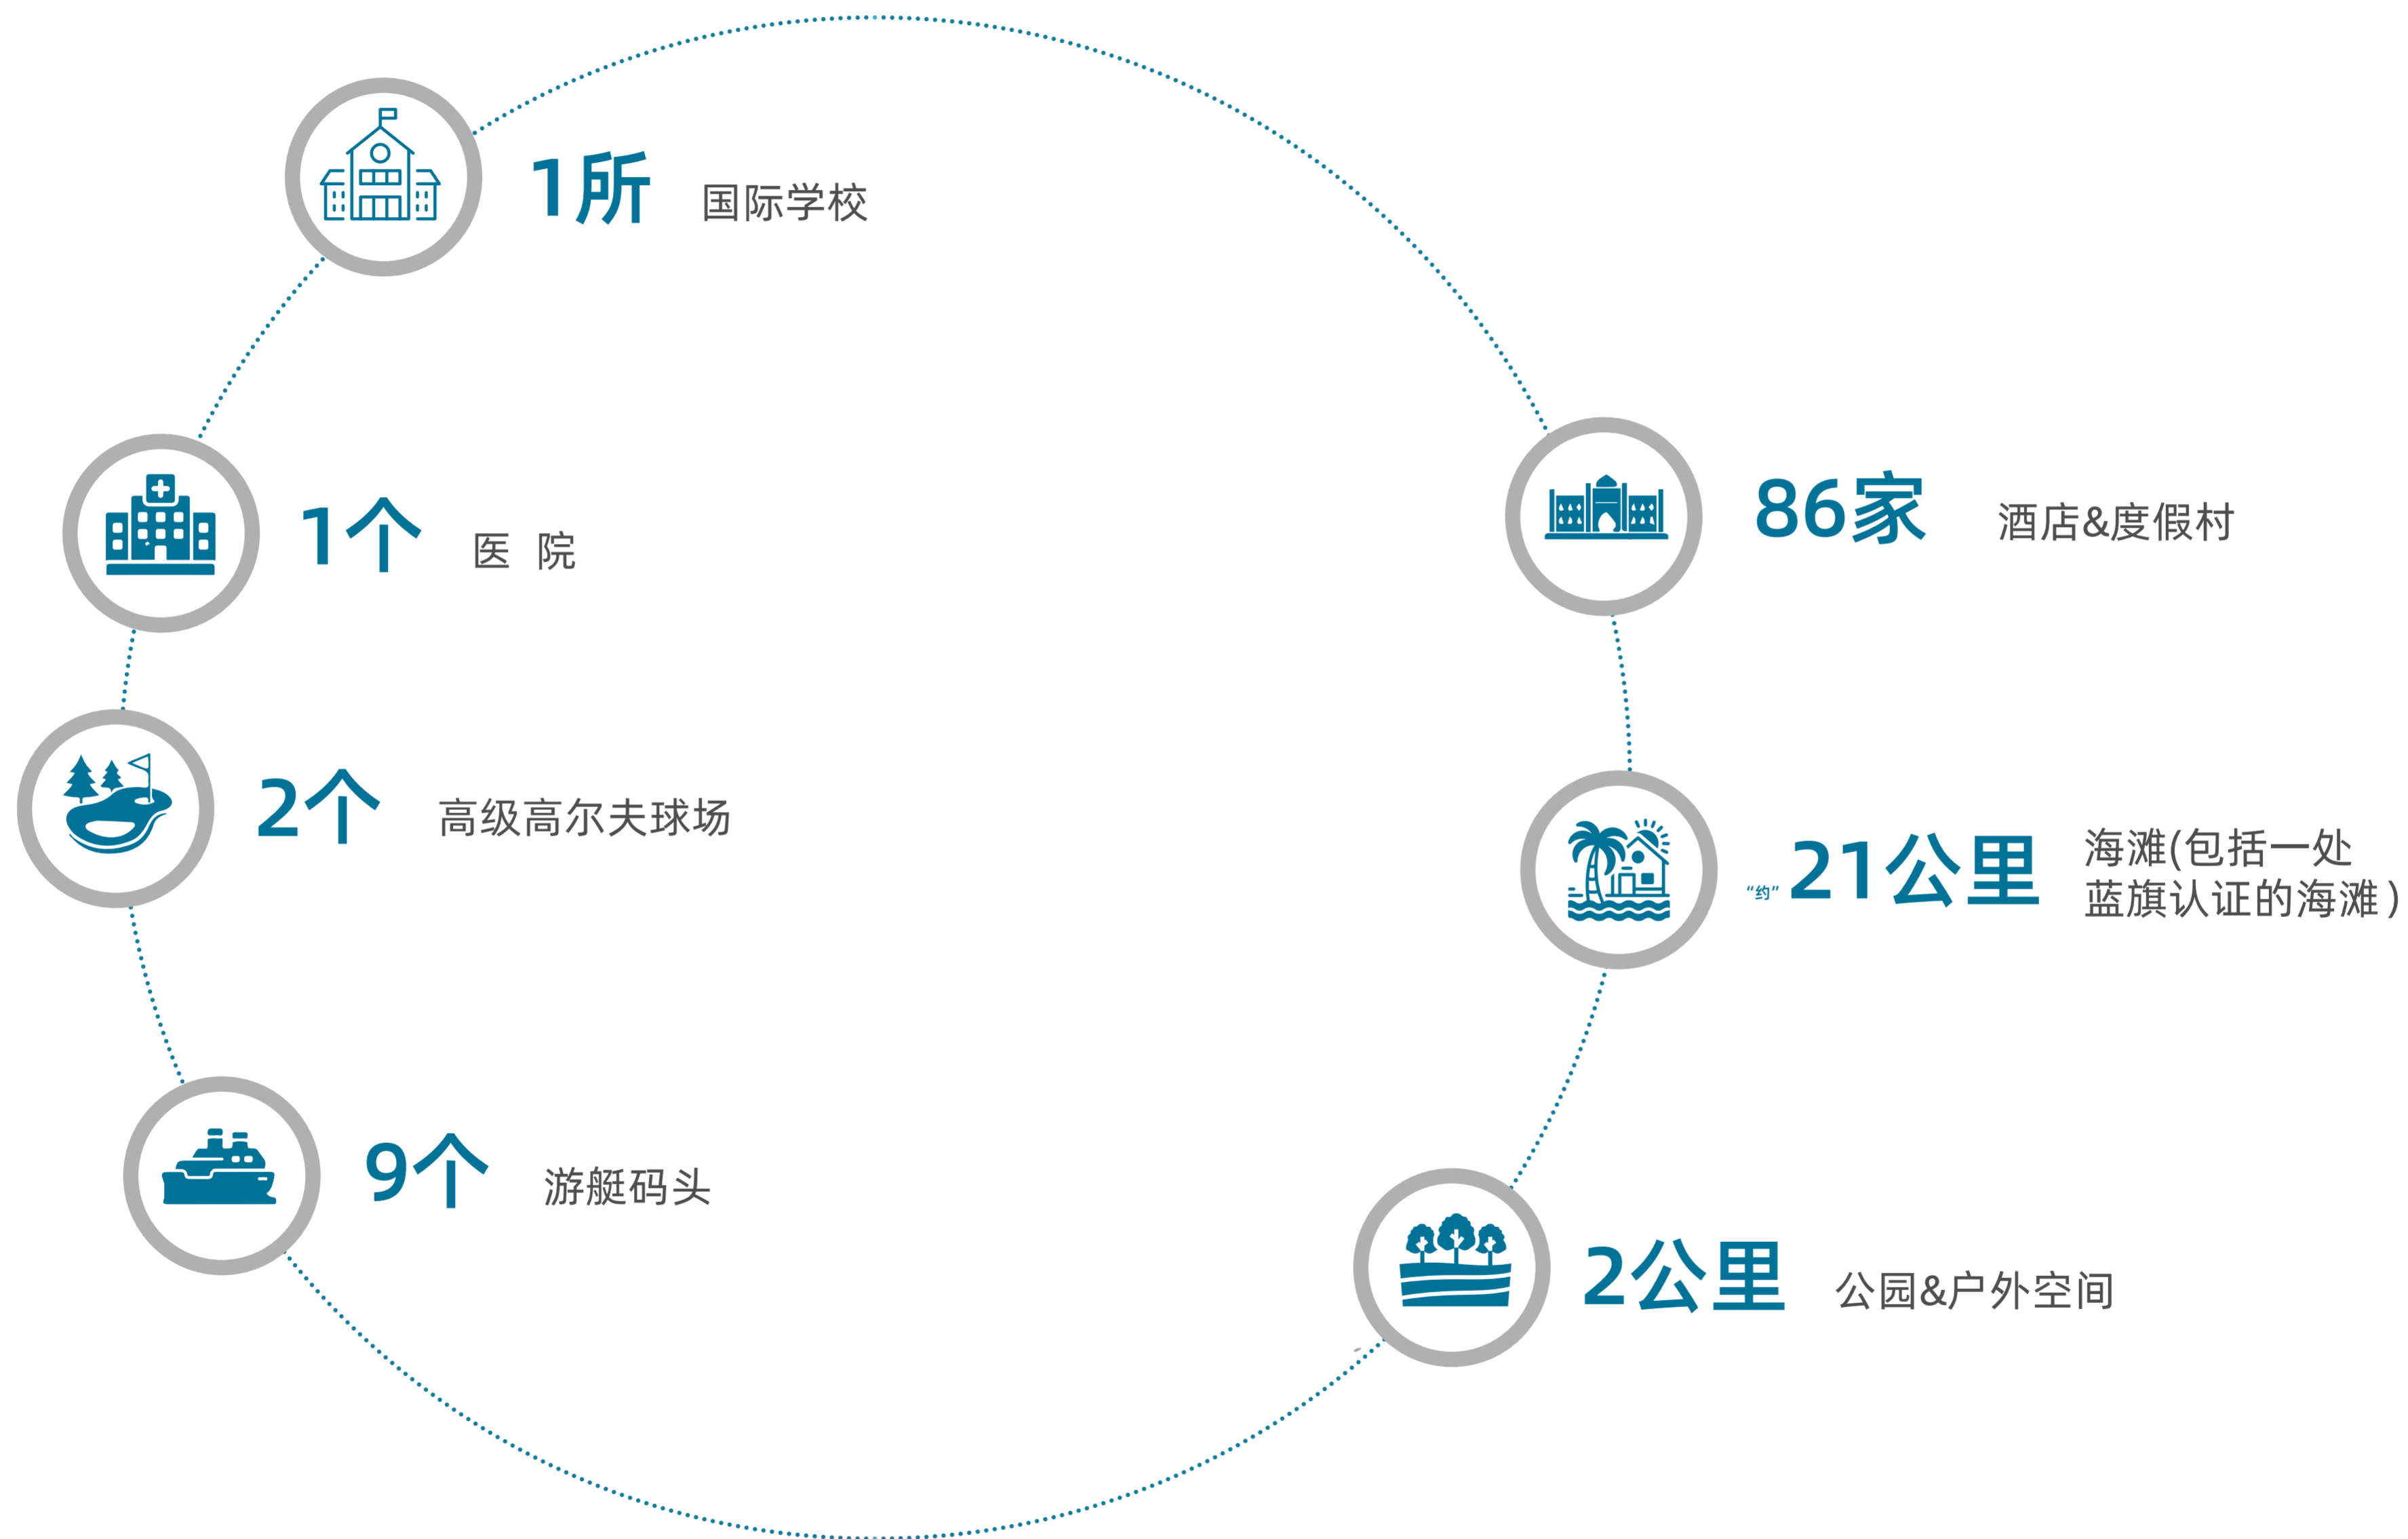 1所 国际学校
1个 医 院
2个 高级高尔夫球场
9个 游艇码头
86家 酒店&度假村
“约” 21公里 海滩(包括一处
蓝旗认证的海滩)
2公里 公园&户外空间